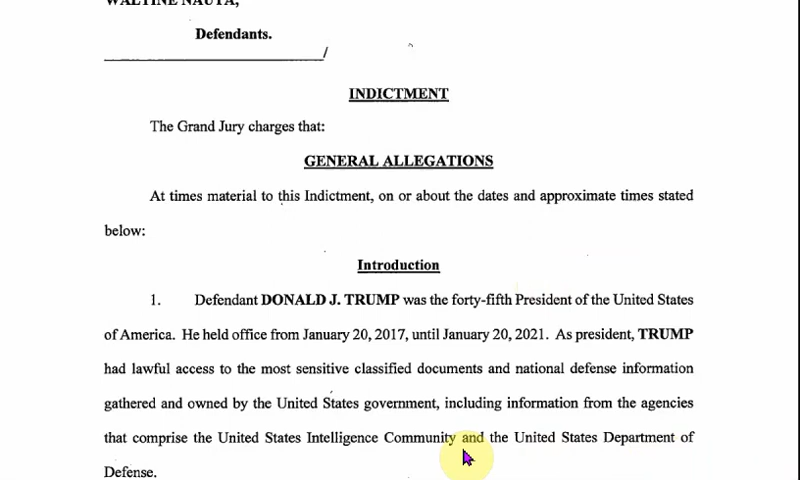 WALTINE NAUTA,
Defendants.
/
INDICTMENT
The Grand Jury charges that:
GENERAL ALLEGATIONS
At times material to this Indictment, on or about the dates and approximate times stated
below:
Introduction
1. Defendant DONALD J. TRUMP was the forty-fifth President of the United States
of America. He held office from January 20, 2017, until January 20, 2021. As president, TRUMP
had lawful access to the most sensitive classified documents and national defense information
gathered and owned by the United States government, including information from the agencies
that comprise the United States Intelligence Community and the United States Department of
Defense.